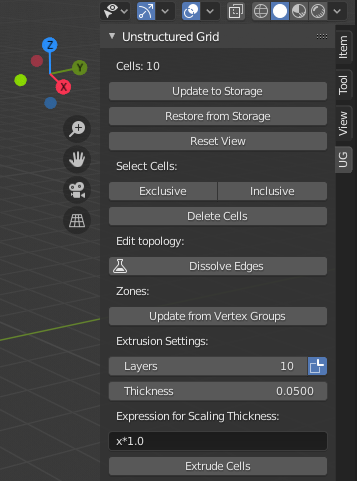 Z
Y
X
Unstructured Grid
Cells: 10
Update to Storage
Restore from Storage
Reset View
Select Cells:
Exclusive Inclusive
Delete Cells
Edit topology:
Dissolve Edges
Zones:
Update from Vertex Groups
Extrusion Settings:
Layers 10
Thickness 0.0500
Expression for Scaling Thickness:
x*1.0
Extrude Cells
Item
Tool
View
UG